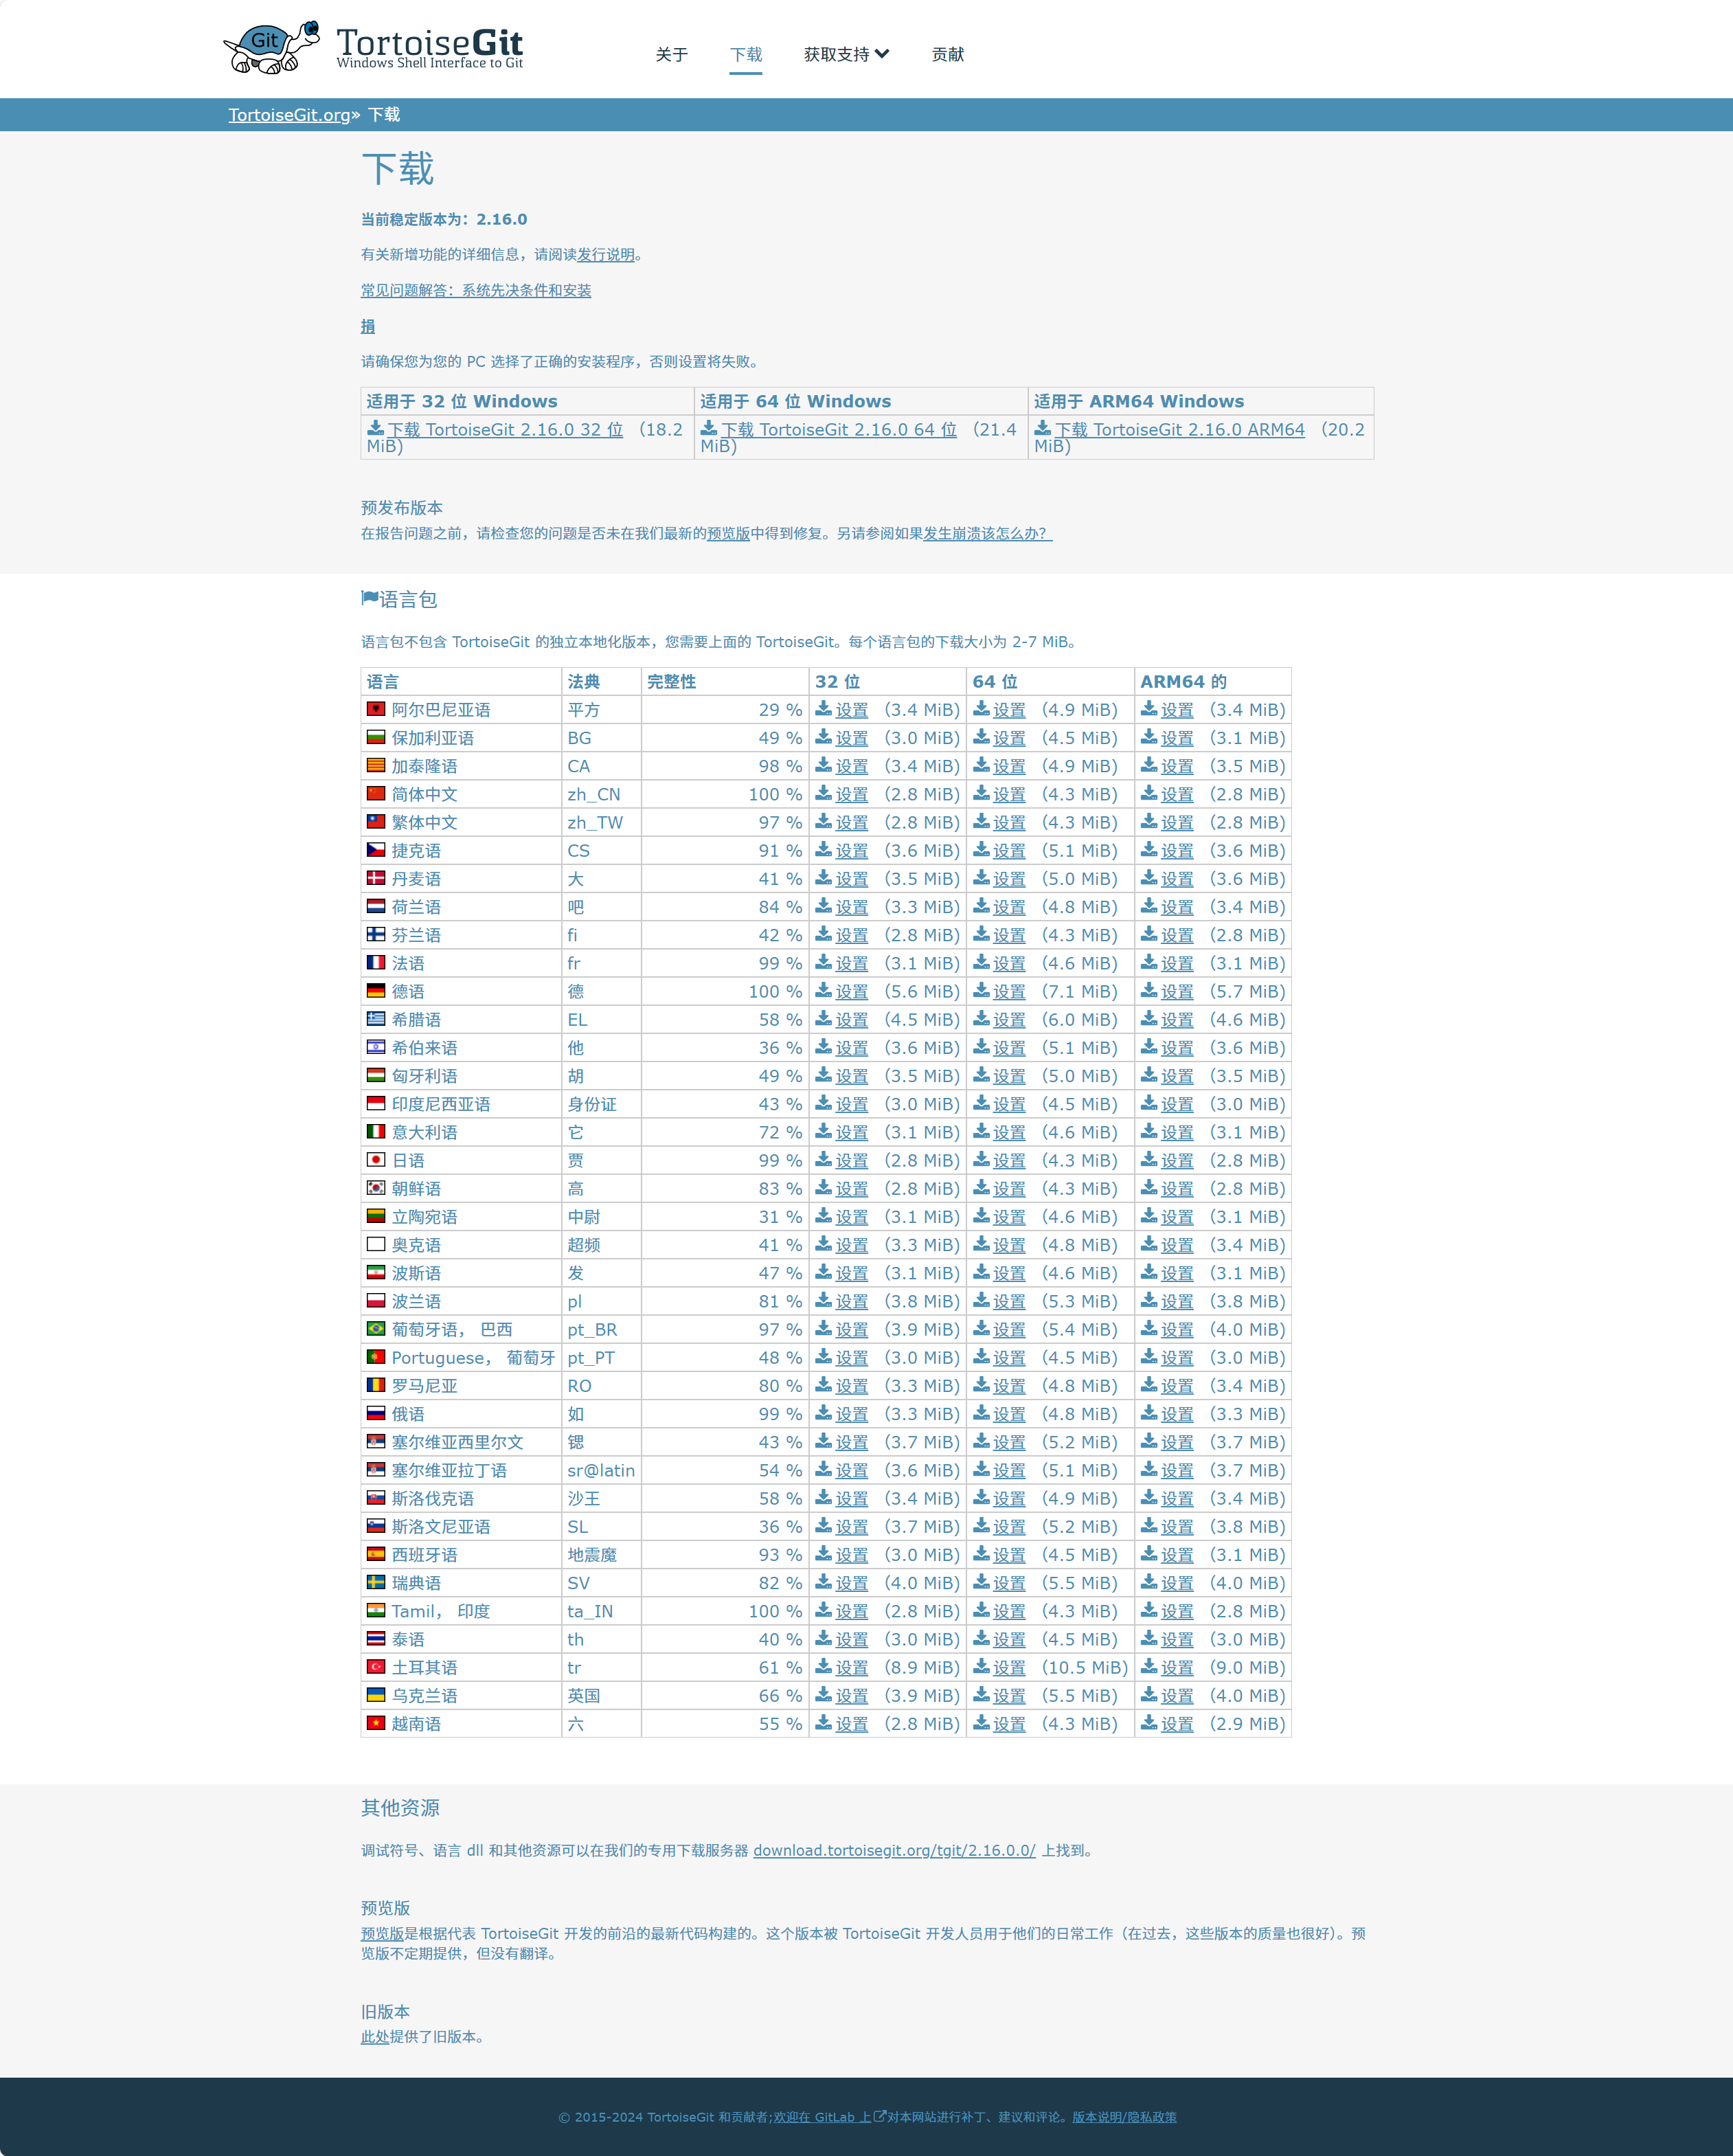 Git TortoiseGit
Windows Shell Interface to Git
关于 下载 获取支持 贡献
TortoiseGit.org» 下载
下载
当前稳定版本为：2.16.0
有关新增功能的详细信息，请阅读发行说明。
常见问题解答：系统先决条件和安装
捐
请确保您为您的 PC 选择了正确的安装程序，否则设置将失败。
适用于 32 位 Windows 适用于 64 位 Windows 适用于 ARM64 Windows
下载 TortoiseGit 2.16.0 32 位 （18.2 MiB) 下载 TortoiseGit 2.16.0 64 位 （21.4 MiB) 下载 TortoiseGit 2.16.0 ARM64 （20.2 MiB)
预发布版本
在报告问题之前，请检查您的问题是否未在我们最新的预览版中得到修复。另请参阅如果发生崩溃该怎么办？
语言包
语言包不包含 TortoiseGit 的独立本地化版本，您需要上面的 TortoiseGit。每个语言包的下载大小为 2-7 MiB。
语言 法典 完整性 32 位 64 位 ARM64 的
阿尔巴尼亚语 平方 29 % 设置 （3.4 MiB) 设置 （4.9 MiB) 设置 （3.4 MiB)
保加利亚语 BG 49 % 设置 （3.0 MiB) 设置 （4.5 MiB) 设置 （3.1 MiB)
加泰隆语 CA 98 % 设置 （3.4 MiB) 设置 （4.9 MiB) 设置 （3.5 MiB)
简体中文 zh_CN 100 % 设置 （2.8 MiB) 设置 （4.3 MiB) 设置 （2.8 MiB)
繁体中文 zh_TW 97 % 设置 （2.8 MiB) 设置 （4.3 MiB) 设置 （2.8 MiB)
捷克语 CS 91 % 设置 （3.6 MiB) 设置 （5.1 MiB) 设置 （3.6 MiB)
丹麦语 大 41 % 设置 （3.5 MiB) 设置 （5.0 MiB) 设置 （3.6 MiB)
荷兰语 吧 84 % 设置 （3.3 MiB) 设置 （4.8 MiB) 设置 （3.4 MiB)
芬兰语 fi 42 % 设置 （2.8 MiB) 设置 （4.3 MiB) 设置 （2.8 MiB)
法语 fr 99 % 设置 （3.1 MiB) 设置 （4.6 MiB) 设置 （3.1 MiB)
德语 德 100 % 设置 （5.6 MiB) 设置 （7.1 MiB) 设置 （5.7 MiB)
希腊语 EL 58 % 设置 （4.5 MiB) 设置 （6.0 MiB) 设置 （4.6 MiB)
希伯来语 他 36 % 设置 （3.6 MiB) 设置 （5.1 MiB) 设置 （3.6 MiB)
匈牙利语 胡 49 % 设置 （3.5 MiB) 设置 （5.0 MiB) 设置 （3.5 MiB)
印度尼西亚语 身份证 43 % 设置 （3.0 MiB) 设置 （4.5 MiB) 设置 （3.0 MiB)
意大利语 它 72 % 设置 （3.1 MiB) 设置 （4.6 MiB) 设置 （3.1 MiB)
日语 贾 99 % 设置 （2.8 MiB) 设置 （4.3 MiB) 设置 （2.8 MiB)
朝鲜语 高 83 % 设置 （2.8 MiB) 设置 （4.3 MiB) 设置 （2.8 MiB)
立陶宛语 中尉 31 % 设置 （3.1 MiB) 设置 （4.6 MiB) 设置 （3.1 MiB)
奥克语 超频 41 % 设置 （3.3 MiB) 设置 （4.8 MiB) 设置 （3.4 MiB)
波斯语 发 47 % 设置 （3.1 MiB) 设置 （4.6 MiB) 设置 （3.1 MiB)
波兰语 pl 81 % 设置 （3.8 MiB) 设置 （5.3 MiB) 设置 （3.8 MiB)
葡萄牙语， 巴西 pt_BR 97 % 设置 （3.9 MiB) 设置 （5.4 MiB) 设置 （4.0 MiB)
Portuguese， 葡萄牙 pt_PT 48 % 设置 （3.0 MiB) 设置 （4.5 MiB) 设置 （3.0 MiB)
罗马尼亚 RO 80 % 设置 （3.3 MiB) 设置 （4.8 MiB) 设置 （3.4 MiB)
俄语 如 99 % 设置 （3.3 MiB) 设置 （4.8 MiB) 设置 （3.3 MiB)
塞尔维亚西里尔文 锶 43 % 设置 （3.7 MiB) 设置 （5.2 MiB) 设置 （3.7 MiB)
塞尔维亚拉丁语 sr@latin 54 % 设置 （3.6 MiB) 设置 （5.1 MiB) 设置 （3.7 MiB)
斯洛伐克语 沙王 58 % 设置 （3.4 MiB) 设置 （4.9 MiB) 设置 （3.4 MiB)
斯洛文尼亚语 SL 36 % 设置 （3.7 MiB) 设置 （5.2 MiB) 设置 （3.8 MiB)
西班牙语 地震魔 93 % 设置 （3.0 MiB) 设置 （4.5 MiB) 设置 （3.1 MiB)
瑞典语 SV 82 % 设置 （4.0 MiB) 设置 （5.5 MiB) 设置 （4.0 MiB)
Tamil， 印度 ta_IN 100 % 设置 （2.8 MiB) 设置 （4.3 MiB) 设置 （2.8 MiB)
泰语 th 40 % 设置 （3.0 MiB) 设置 （4.5 MiB) 设置 （3.0 MiB)
土耳其语 tr 61 % 设置 （8.9 MiB) 设置 （10.5 MiB) 设置 （9.0 MiB)
乌克兰语 英国 66 % 设置 （3.9 MiB) 设置 （5.5 MiB) 设置 （4.0 MiB)
越南语 六 55 % 设置 （2.8 MiB) 设置 （4.3 MiB) 设置 （2.9 MiB)
其他资源
调试符号、语言 dll 和其他资源可以在我们的专用下载服务器 download.tortoisegit.org/tgit/2.16.0.0/ 上找到。
预览版
预览版是根据代表 TortoiseGit 开发的前沿的最新代码构建的。这个版本被 TortoiseGit 开发人员用于他们的日常工作（在过去，这些版本的质量也很好）。预
览版不定期提供，但没有翻译。
旧版本
此处提供了旧版本。
© 2015-2024 TortoiseGit 和贡献者;欢迎在 GitLab 上对本网站进行补丁、建议和评论。版本说明/隐私政策